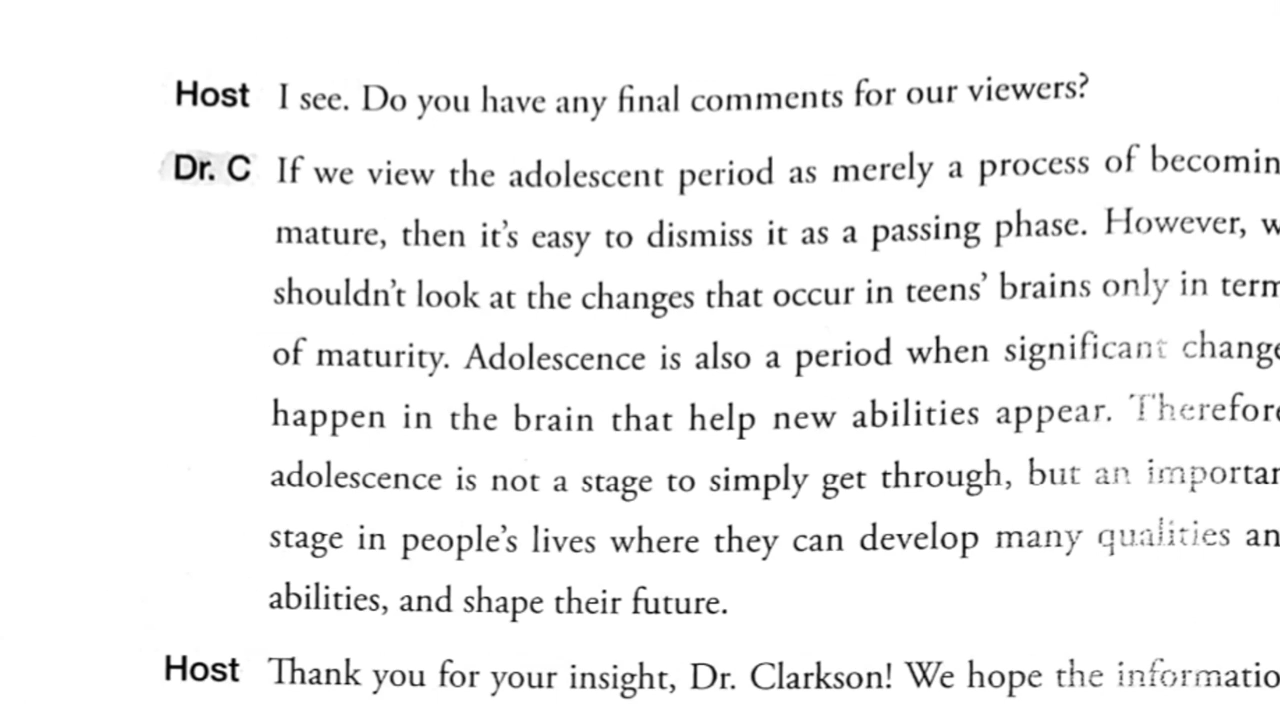 Host I see. Do you have any final comments for our viewers?
Dr. C If we view the adolescent period as merely a process of becomin
mature, then it's easy to dismiss it as a passing phase. However, w
shouldn't look at the changes that occur in teens' brains only in term
of maturity. Adolescence is also a period when significant change
happen in the brain that help new abilities appear. Therefore
adolescence is not a stage to simply get through, but an importan
stage in people's lives where they can develop many qualities an
abilities, and shape their future.
Host Thank you for your insight, Dr. Clarkson! We hope the informatio